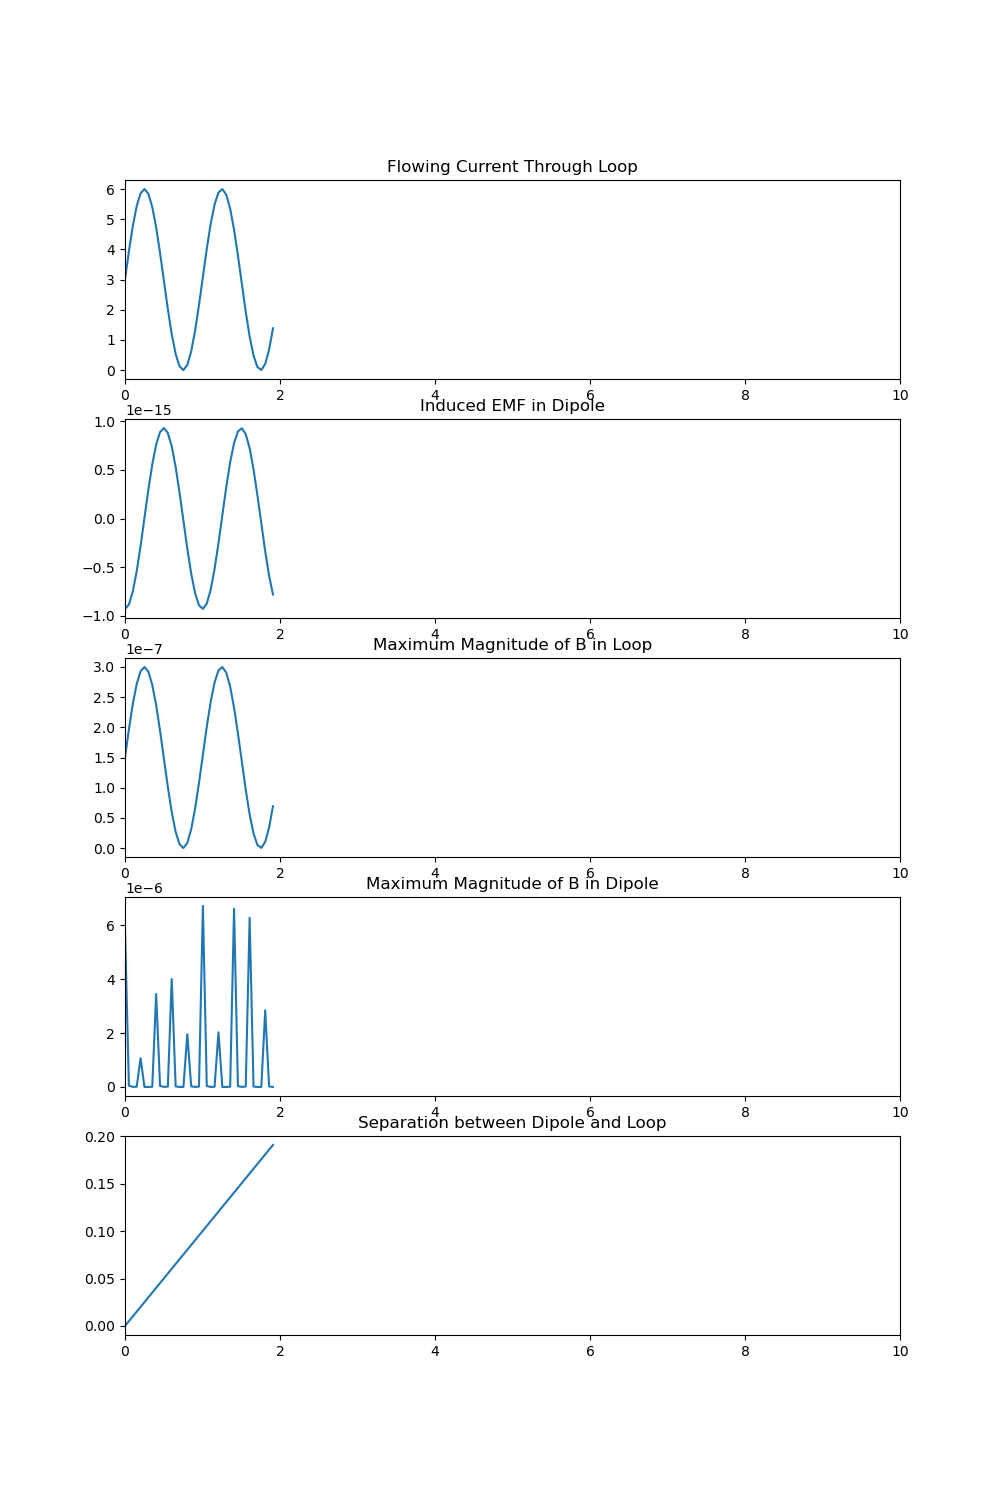 Flowing Current Through Loop
6
5
4
3
2
1
0
0 2 4 6 8 10
1e−15
Induced EMF in Dipole
1.0
0.5
0.0
−0.5
−1.0
0 2 4 6 8 10
1e−7
Maximum Magnitude of B in Loop
3.0
2.5
2.0
1.5
1.0
0.5
0.0
0 2 4 6 8 10
1e−6
Maximum Magnitude of B in Dipole
6
4
2
0
0 2 4 6 8 10
Separation between Dipole and Loop
0.20
0.15
0.10
0.05
0.00
0 2 4 6 8 10